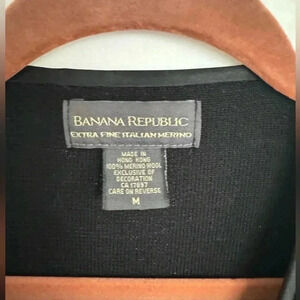 BANANA REPUBLIC
EXTRA FINE ITALIAN MERINO
MADE IN
HONG KONG
100% MERINO WOOL
EXCLUSIVE OF
DECORATION
CA 17897
CARE ON REVERSE
M